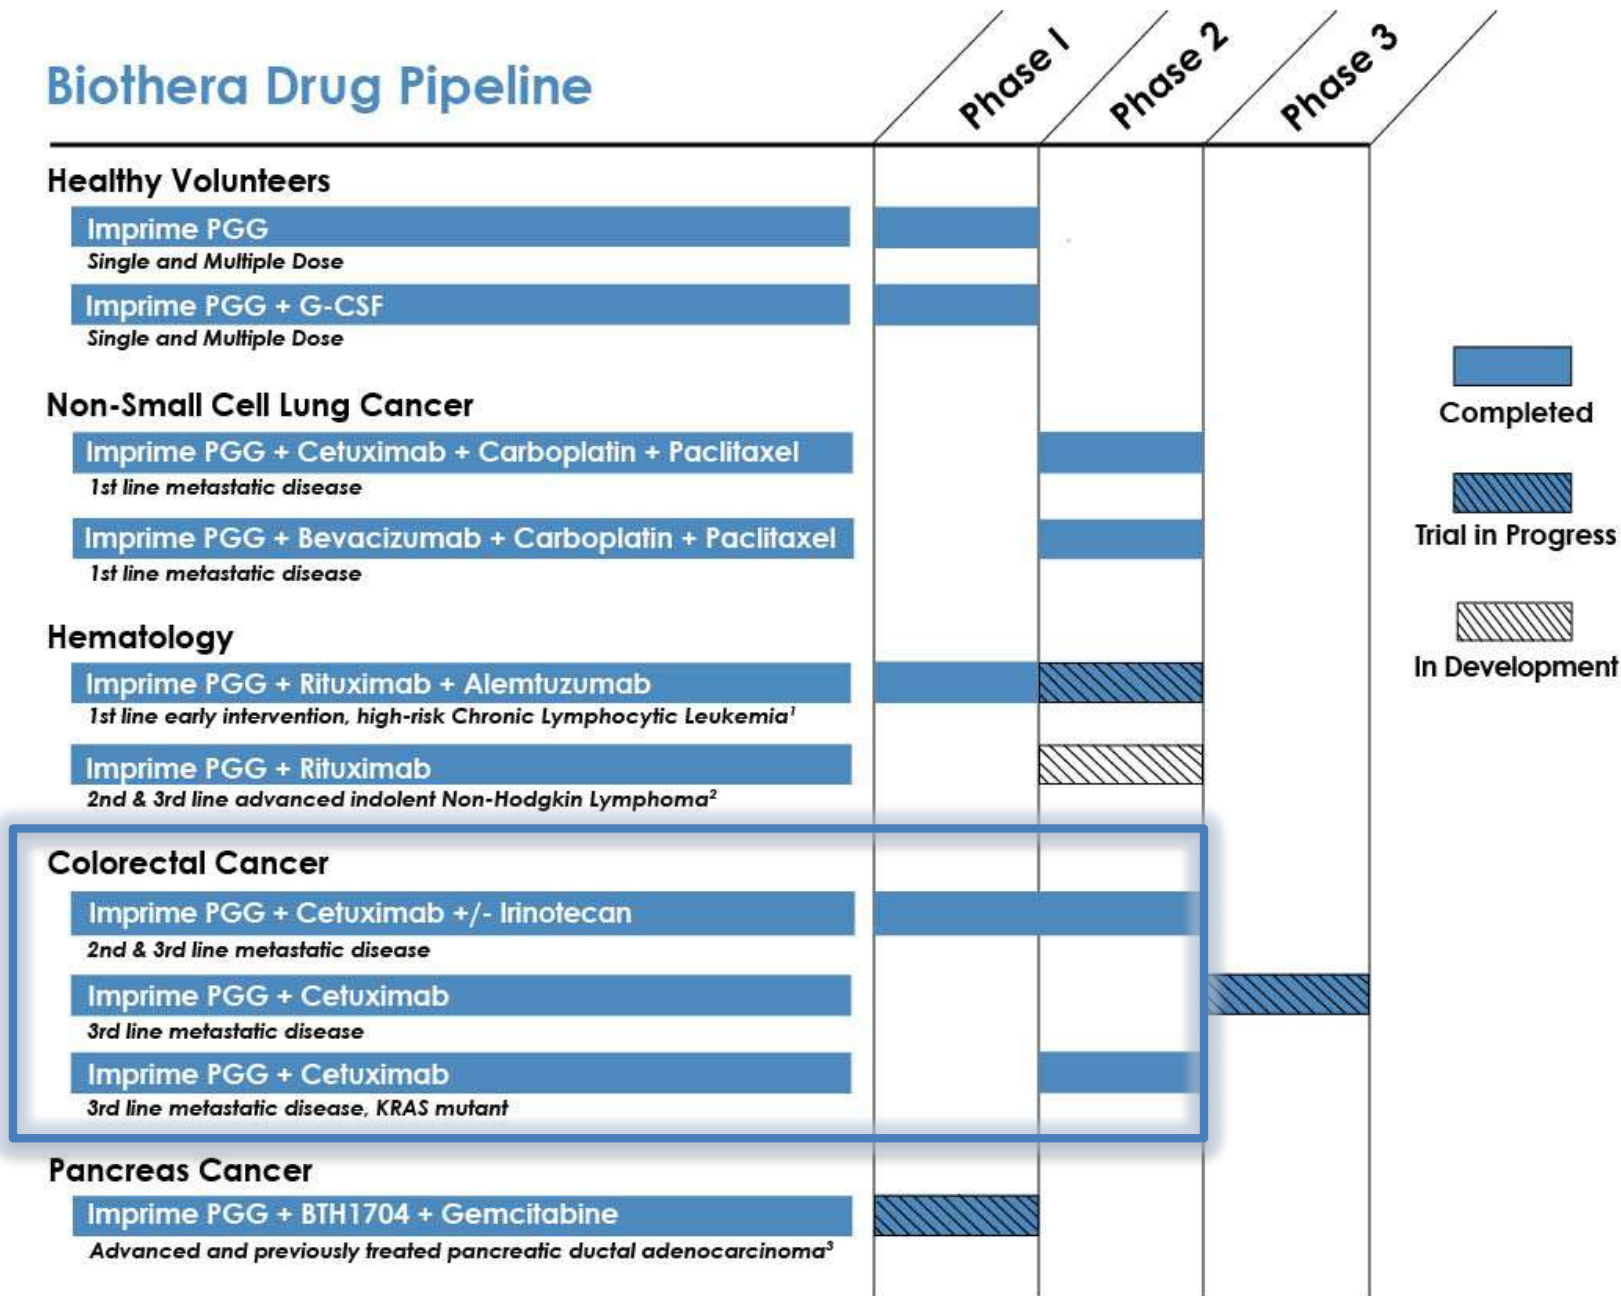 Biothera Drug Pipeline
Phase 1
Phase 2
Phase 3
Healthy Volunteers
Imprime PGG
Single and Multiple Dose
Imprime PGG + G-CSF
Single and Multiple Dose
Non-Small Cell Lung Cancer
Imprime PGG + Cetuximab + Carboplatin + Paclitaxel
1st line metastatic disease
Imprime PGG + Bevacizumab + Carboplatin + Paclitaxel
1st line metastatic disease
Hematology
Imprime PGG + Rituximab + Alemtuzumab
1st line early intervention, high-risk Chronic Lymphocytic Leukemia¹
Imprime PGG + Rituximab
2nd & 3rd line advanced indolent Non-Hodgkin Lymphoma²
Colorectal Cancer
Imprime PGG + Cetuximab +/- Irinotecan
2nd & 3rd line metastatic disease
Imprime PGG + Cetuximab
3rd line metastatic disease
Imprime PGG + Cetuximab
3rd line metastatic disease, KRAS mutant
Pancreas Cancer
Imprime PGG + BTH1704 + Gemcitabine
Advanced and previously treated pancreatic ductal adenocarcinoma³
Completed
Trial in Progress
In Development